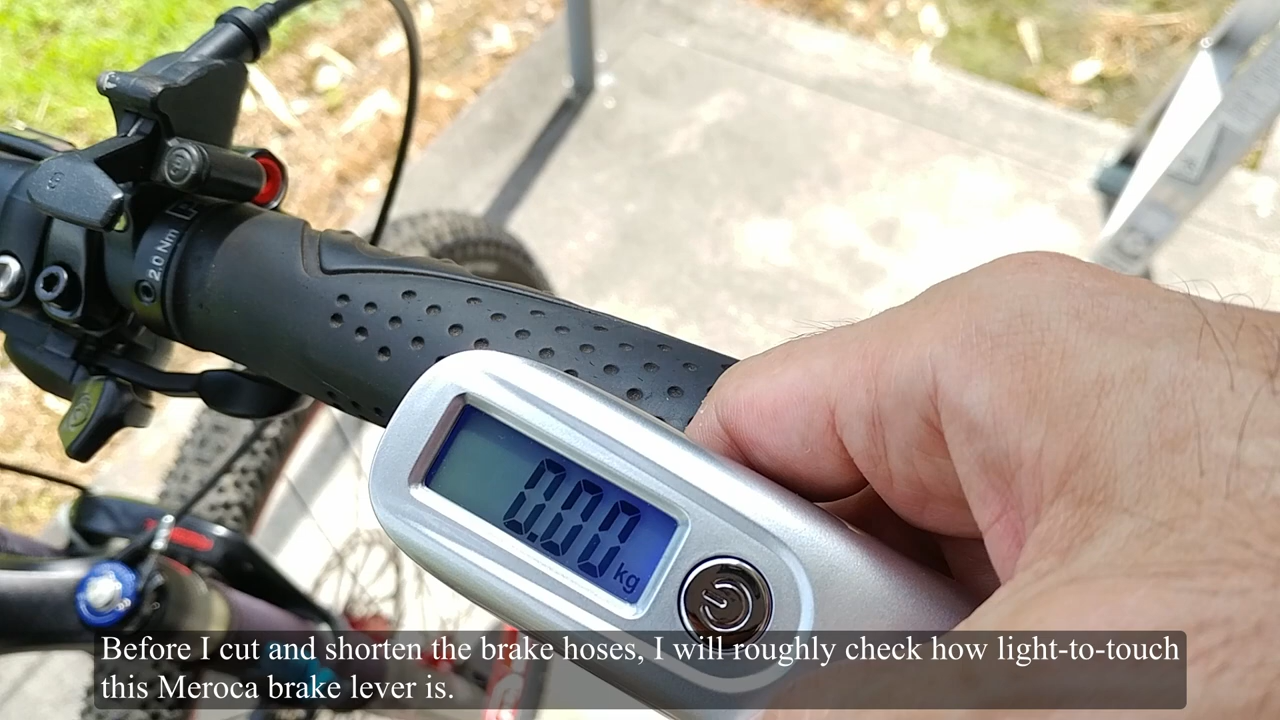 2.0 Nm
0.00 kg
Before I cut and shorten the brake hoses, I will roughly check how light-to-touch
this Meroca brake lever is.